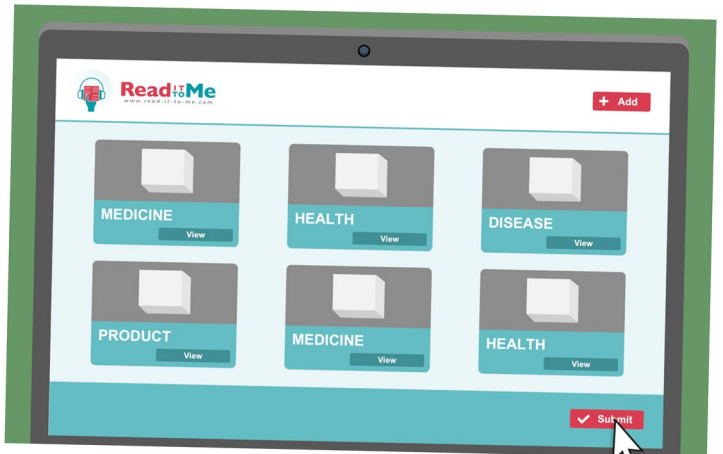 Read IT TO Me
www.read-it-to-me.com
+ Add
MEDICINE
View
HEALTH
View
DISEASE
View
PRODUCT
View
MEDICINE
View
HEALTH
View
Submit